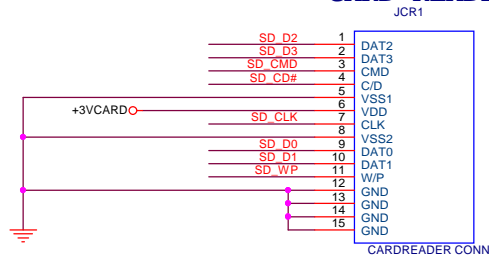 JCR1
SD_D2 1 DAT2
SD_D3 2 DAT3
SD_CMD 3 CMD
SD_CD# 4 C/D
5 VSS1
+3VCARD 6 VDD
SD_CLK 7 CLK
8 VSS2
SD_D0 9 DAT0
SD_D1 10 DAT1
SD_WP 11 W/P
12 GND
13 GND
14 GND
15 GND
CARDREADER CONN